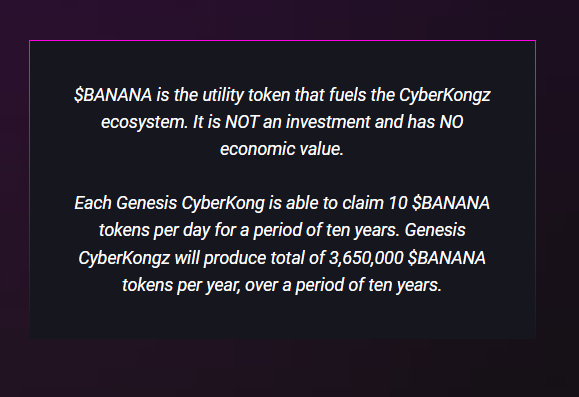 $BANANA is the utility token that fuels the CyberKongz
ecosystem. It is NOT an investment and has NO
economic value.
Each Genesis CyberKong is able to claim 10 $BANANA
tokens per day for a period of ten years. Genesis
CyberKongz will produce total of 3,650,000 $BANANA
tokens per year, over a period of ten years.